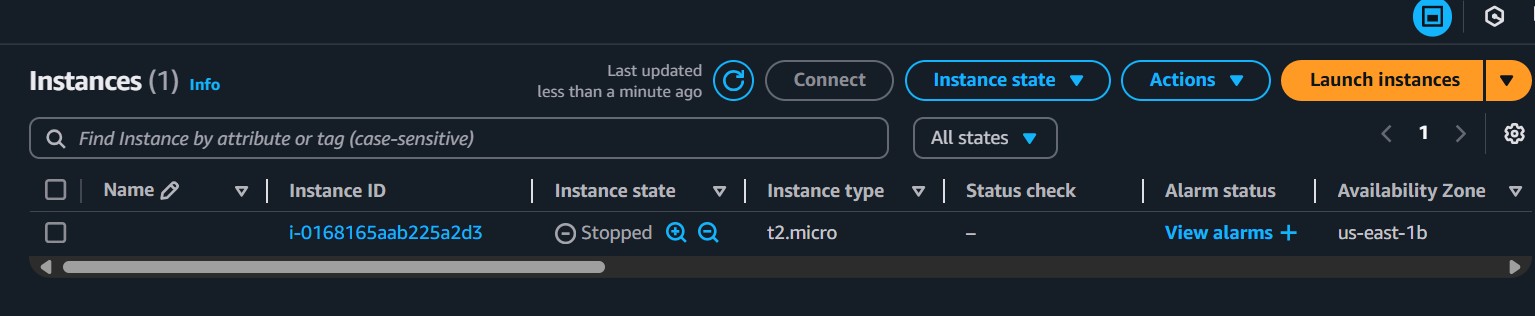 Instances (1) Info
Last updated
less than a minute ago
Connect
Instance state
Actions
Launch instances
Find Instance by attribute or tag (case-sensitive)
All states
1
Name Instance ID Instance state Instance type Status check Alarm status Availability Zone
i-0168165aab225a2d3 Stopped t2.micro – View alarms + us-east-1b